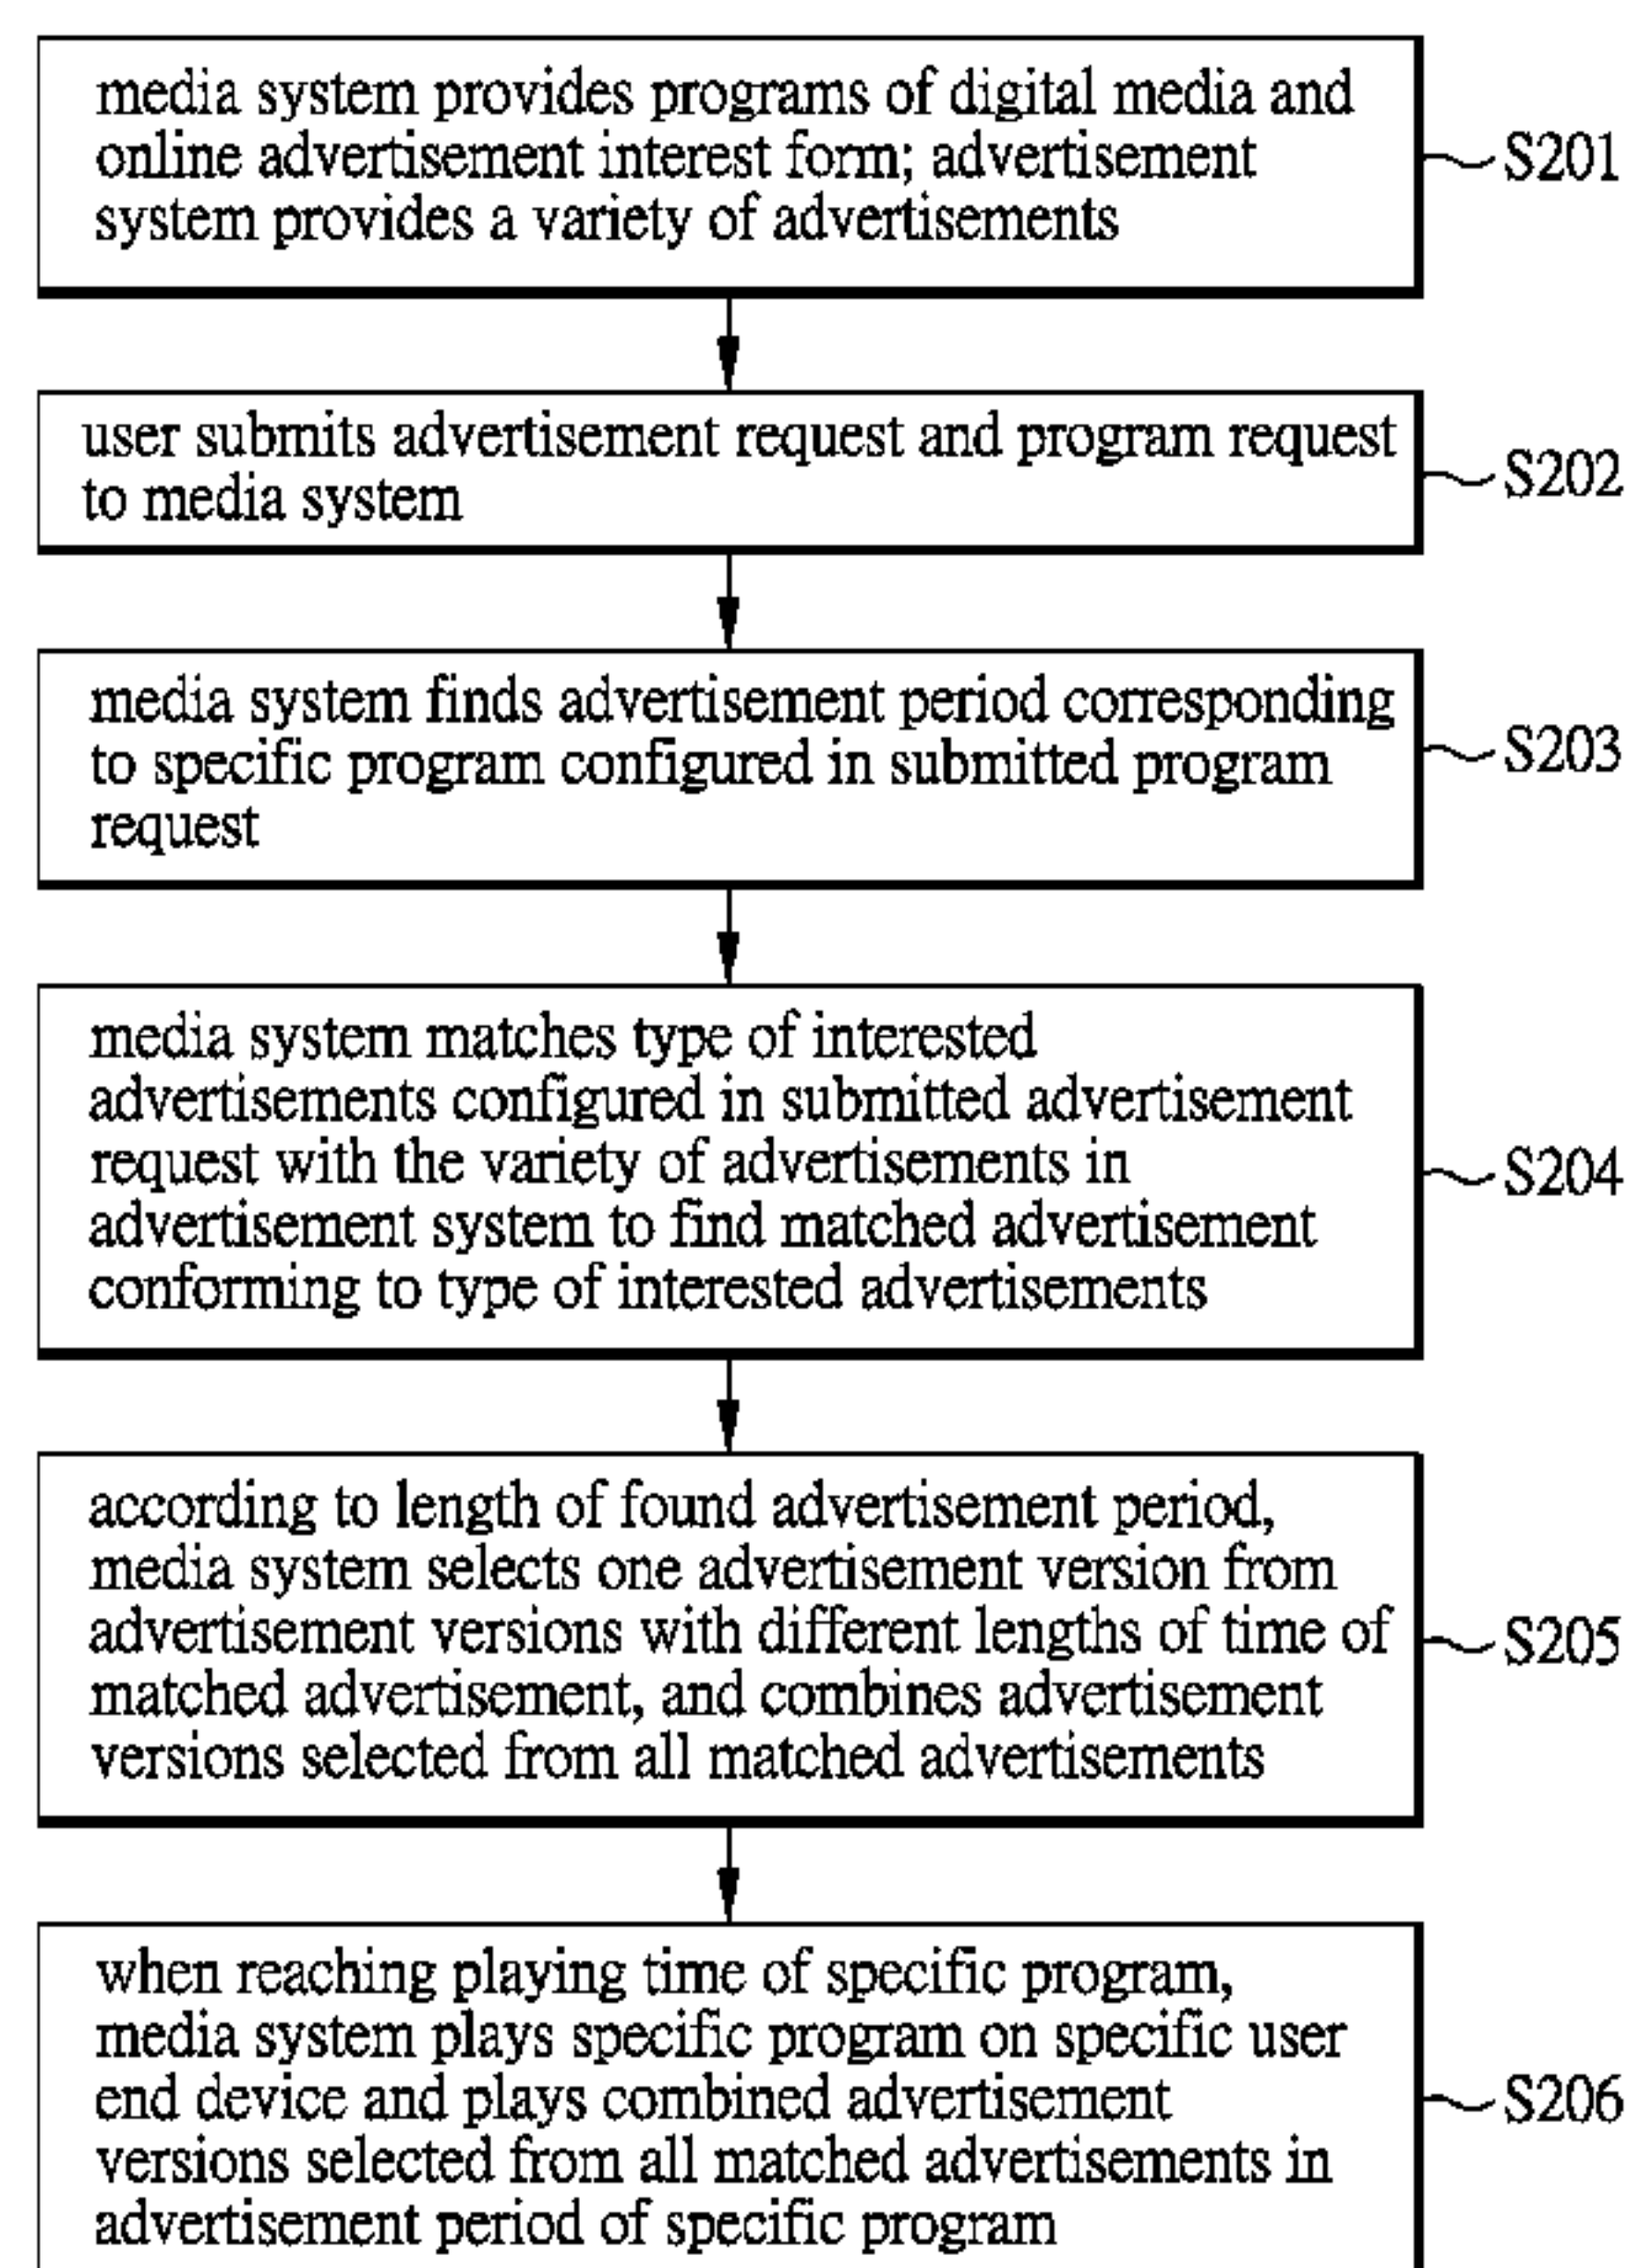 media system provides programs of digital media and
online advertisement interest form; advertisement
system provides a variety of advertisements
S201
user submits advertisement request and program request
to media system
S202
media system finds advertisement period corresponding
to specific program configured in submitted program
request
S203
media system matches type of interested
advertisements configured in submitted advertisement
request with the variety of advertisements in
advertisement system to find matched advertisement
conforming to type of interested advertisements
S204
according to length of found advertisement period,
media system selects one advertisement version from
advertisement versions with different lengths of time of
matched advertisement, and combines advertisement
versions selected from all matched advertisements
S205
when reaching playing time of specific program,
media system plays specific program on specific user
end device and plays combined advertisement
versions selected from all matched advertisements in
advertisement period of specific program
S206